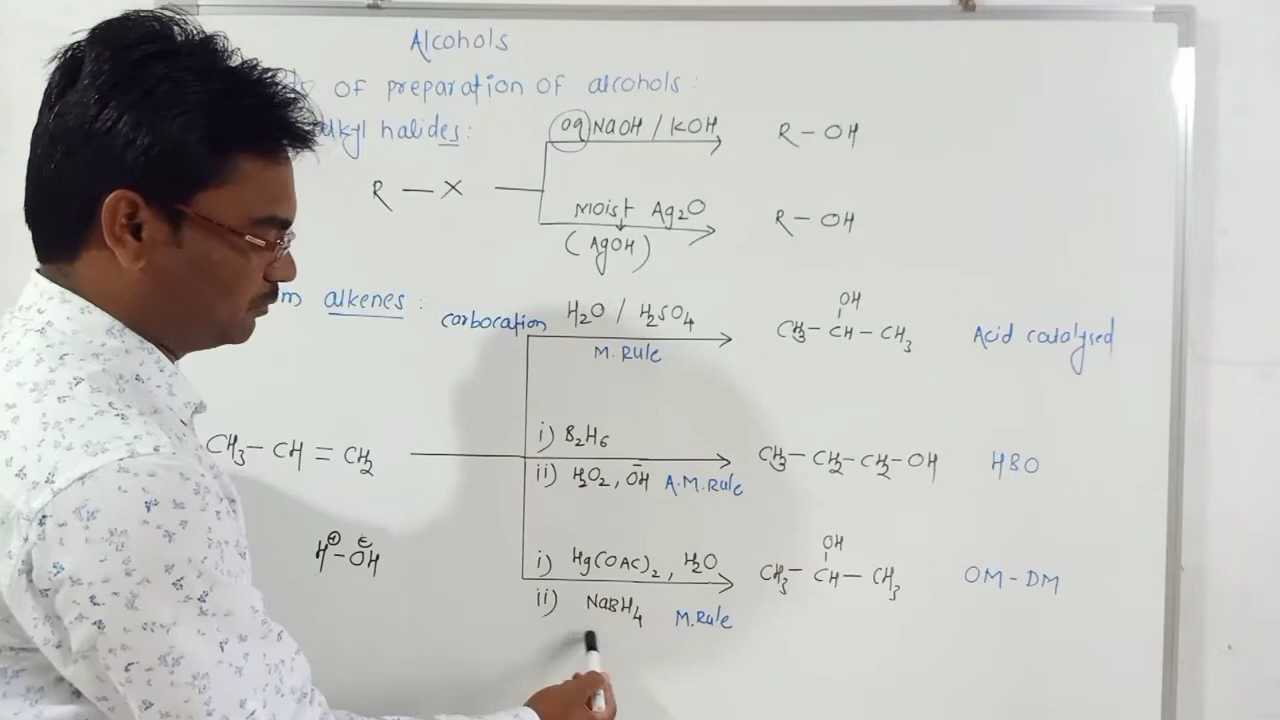 Alcohols
of preparation of alcohols:
alkyl halides:
aq NaOH / KOH
R – OH
R – X
Moist Ag2O
R – OH
(AgOH)
alkenes:
carbocation
H2O / H2SO4
M. Rule
OH
CH3 – CH – CH3
Acid catalysed
CH3 – CH = CH2
i) B2H6
ii) H2O2, OH⁻ A.M. Rule
CH3 – CH2 – CH2 – OH
HBO
H⊕ – OH⊖
i) Hg(OAC)2, H2O
ii) NaBH4 M. Rule
OH
CH3 – CH – CH3
OM – DM